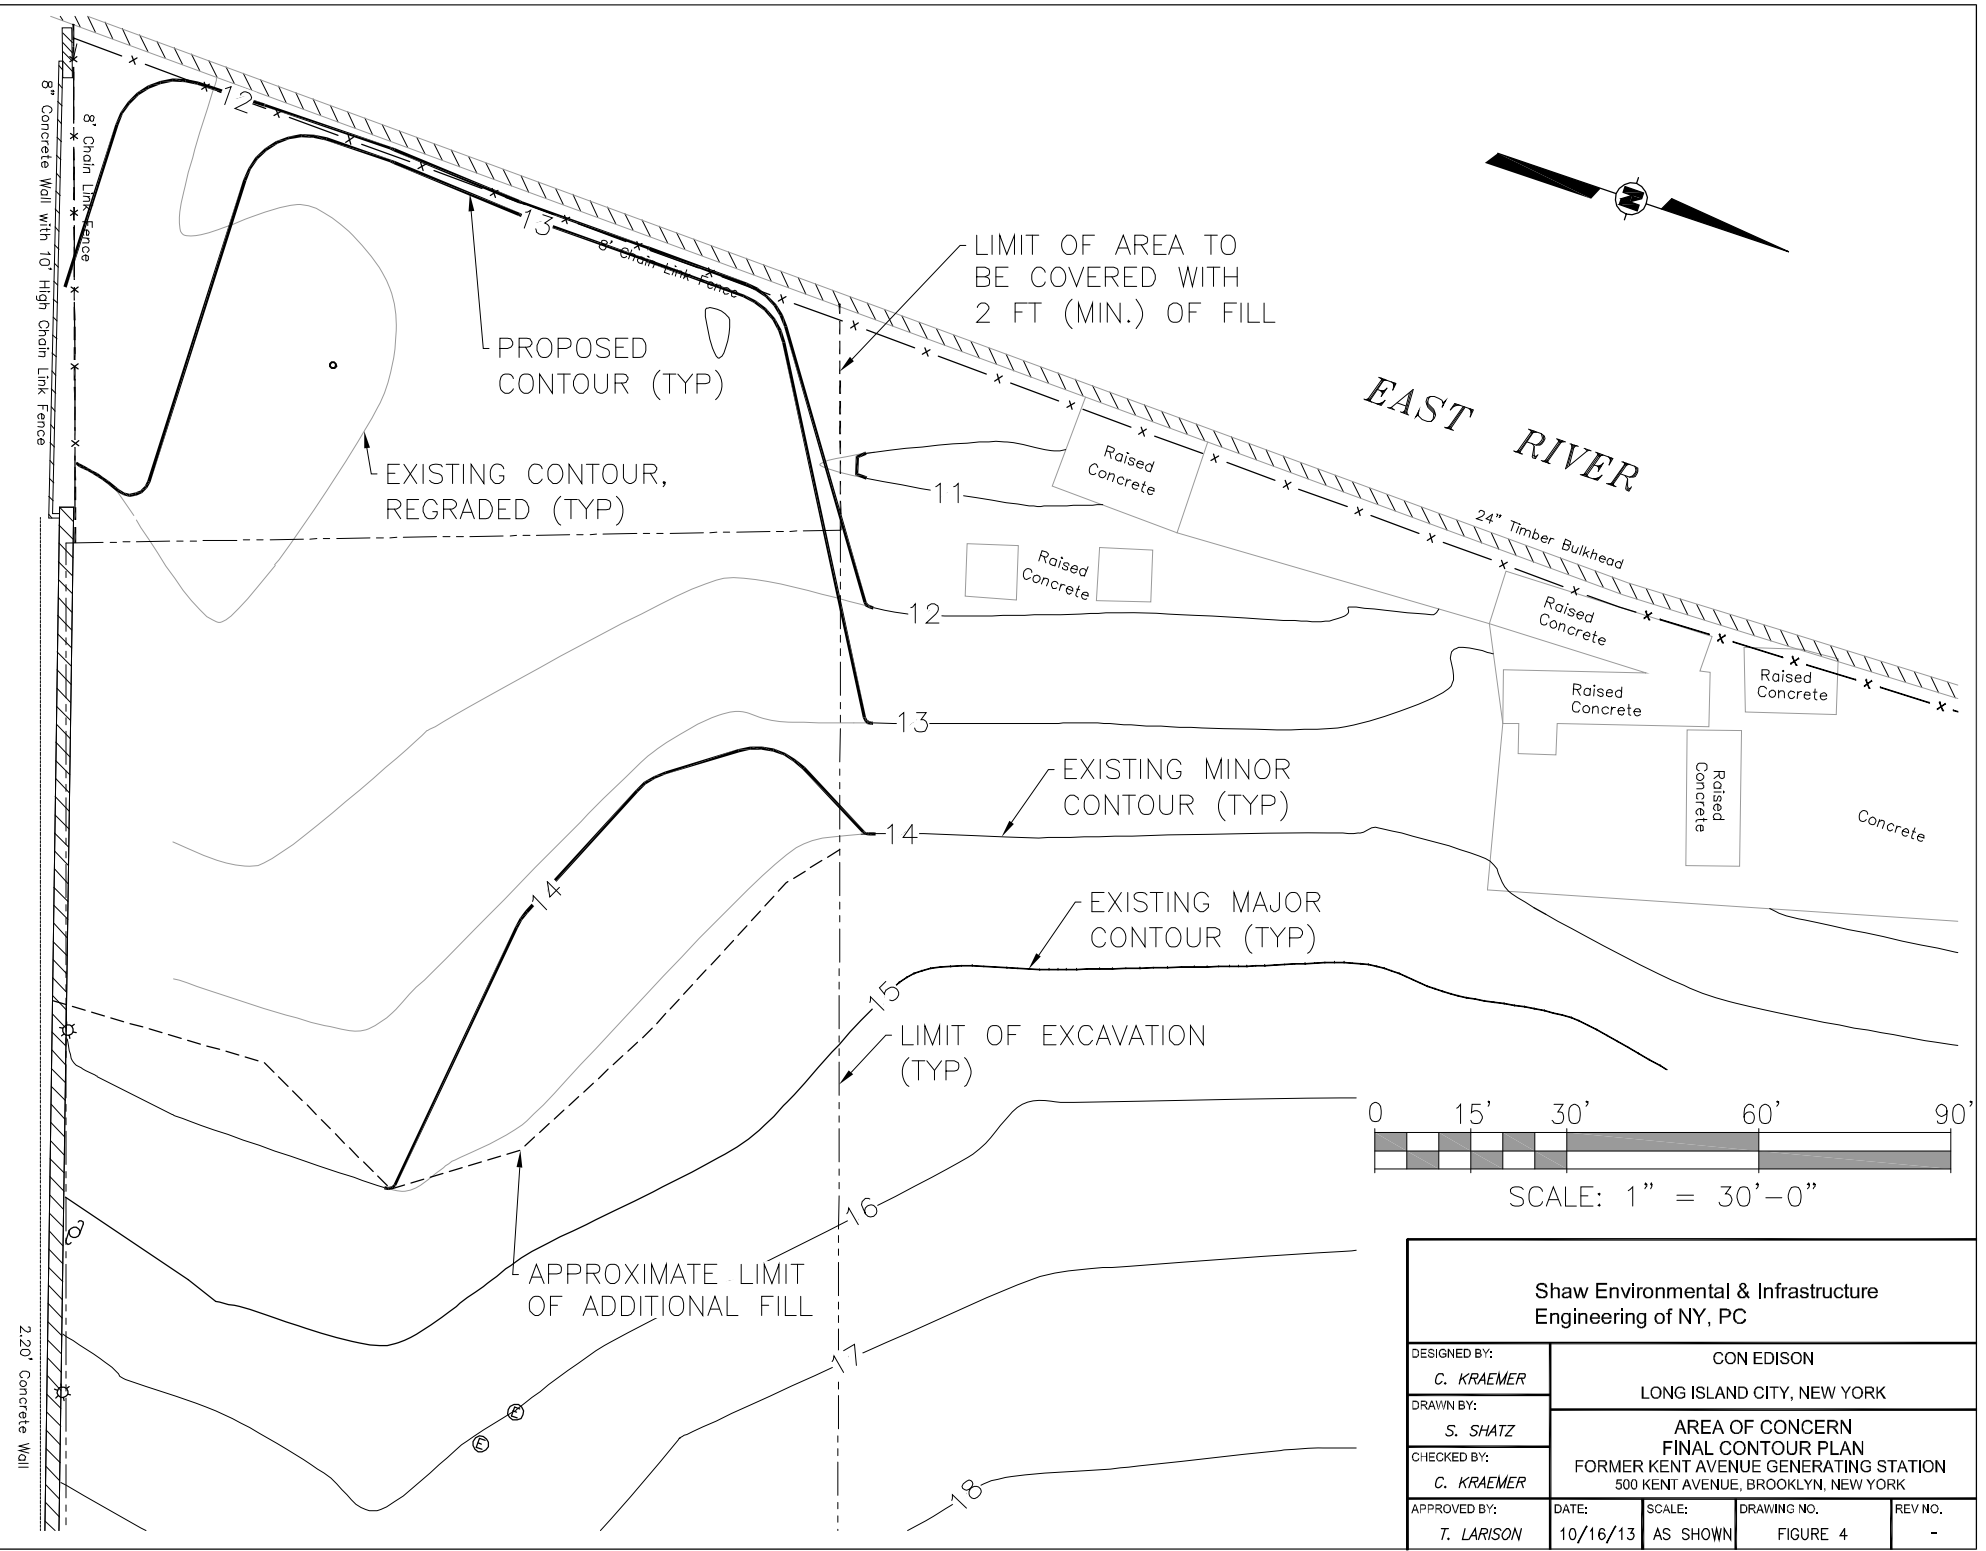 12
8' Chain Link Fence
8" Concrete Wall with 10' High Chain Link Fence
13
8' Chain Link Fence
LIMIT OF AREA TO
BE COVERED WITH
2 FT (MIN.) OF FILL
N
PROPOSED
CONTOUR (TYP)
EAST RIVER
EXISTING CONTOUR,
REGRADED (TYP)
Raised
Concrete
11
24" Timber Bulkhead
Raised
Concrete
12
Raised
Concrete
Raised
Concrete
Raised
Concrete
13
EXISTING MINOR
CONTOUR (TYP)
Raised
Concrete
14
Concrete
14
EXISTING MAJOR
CONTOUR (TYP)
15
LIMIT OF EXCAVATION
(TYP)
0 15' 30' 60' 90'
SCALE: 1" = 30'-0"
16
APPROXIMATE LIMIT
OF ADDITIONAL FILL
17
2.20' Concrete Wall
E
E
18
Shaw Environmental & Infrastructure
Engineering of NY, PC
DESIGNED BY:
C. KRAEMER
CON EDISON
LONG ISLAND CITY, NEW YORK
DRAWN BY:
S. SHATZ
AREA OF CONCERN
FINAL CONTOUR PLAN
FORMER KENT AVENUE GENERATING STATION
500 KENT AVENUE, BROOKLYN, NEW YORK
CHECKED BY:
C. KRAEMER
APPROVED BY:
T. LARISON
DATE:
10/16/13
SCALE:
AS SHOWN
DRAWING NO.
FIGURE 4
REV NO.
-